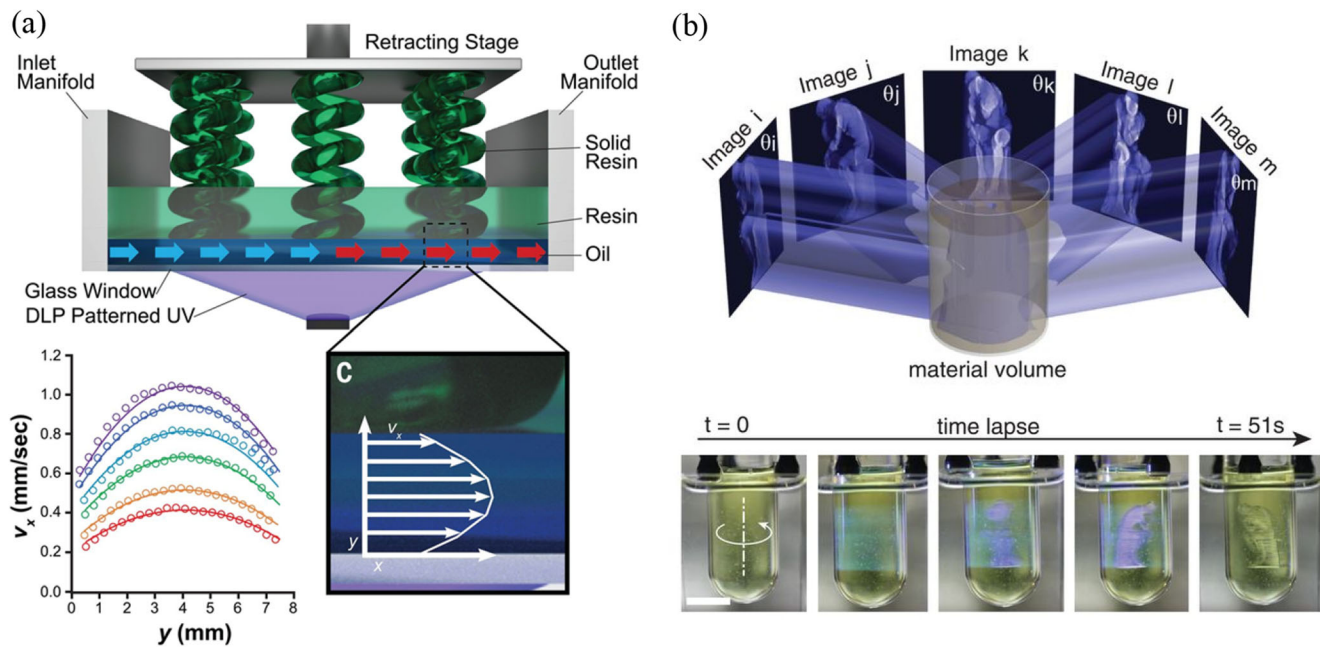 (a)
Retracting Stage
Inlet
Manifold
Outlet
Manifold
Solid
Resin
Resin
Oil
Glass Window
DLP Patterned UV
1.2
1.0
0.8
0.6
0.4
0.2
0.0
vx (mm/sec)
0 1 2 3 4 5 6 7 8
y (mm)
C
vx
y
x
(b)
Image i
Image j
Image k
Image l
Image m
θi
θj
θk
θl
θm
material volume
t = 0
time lapse
t = 51s